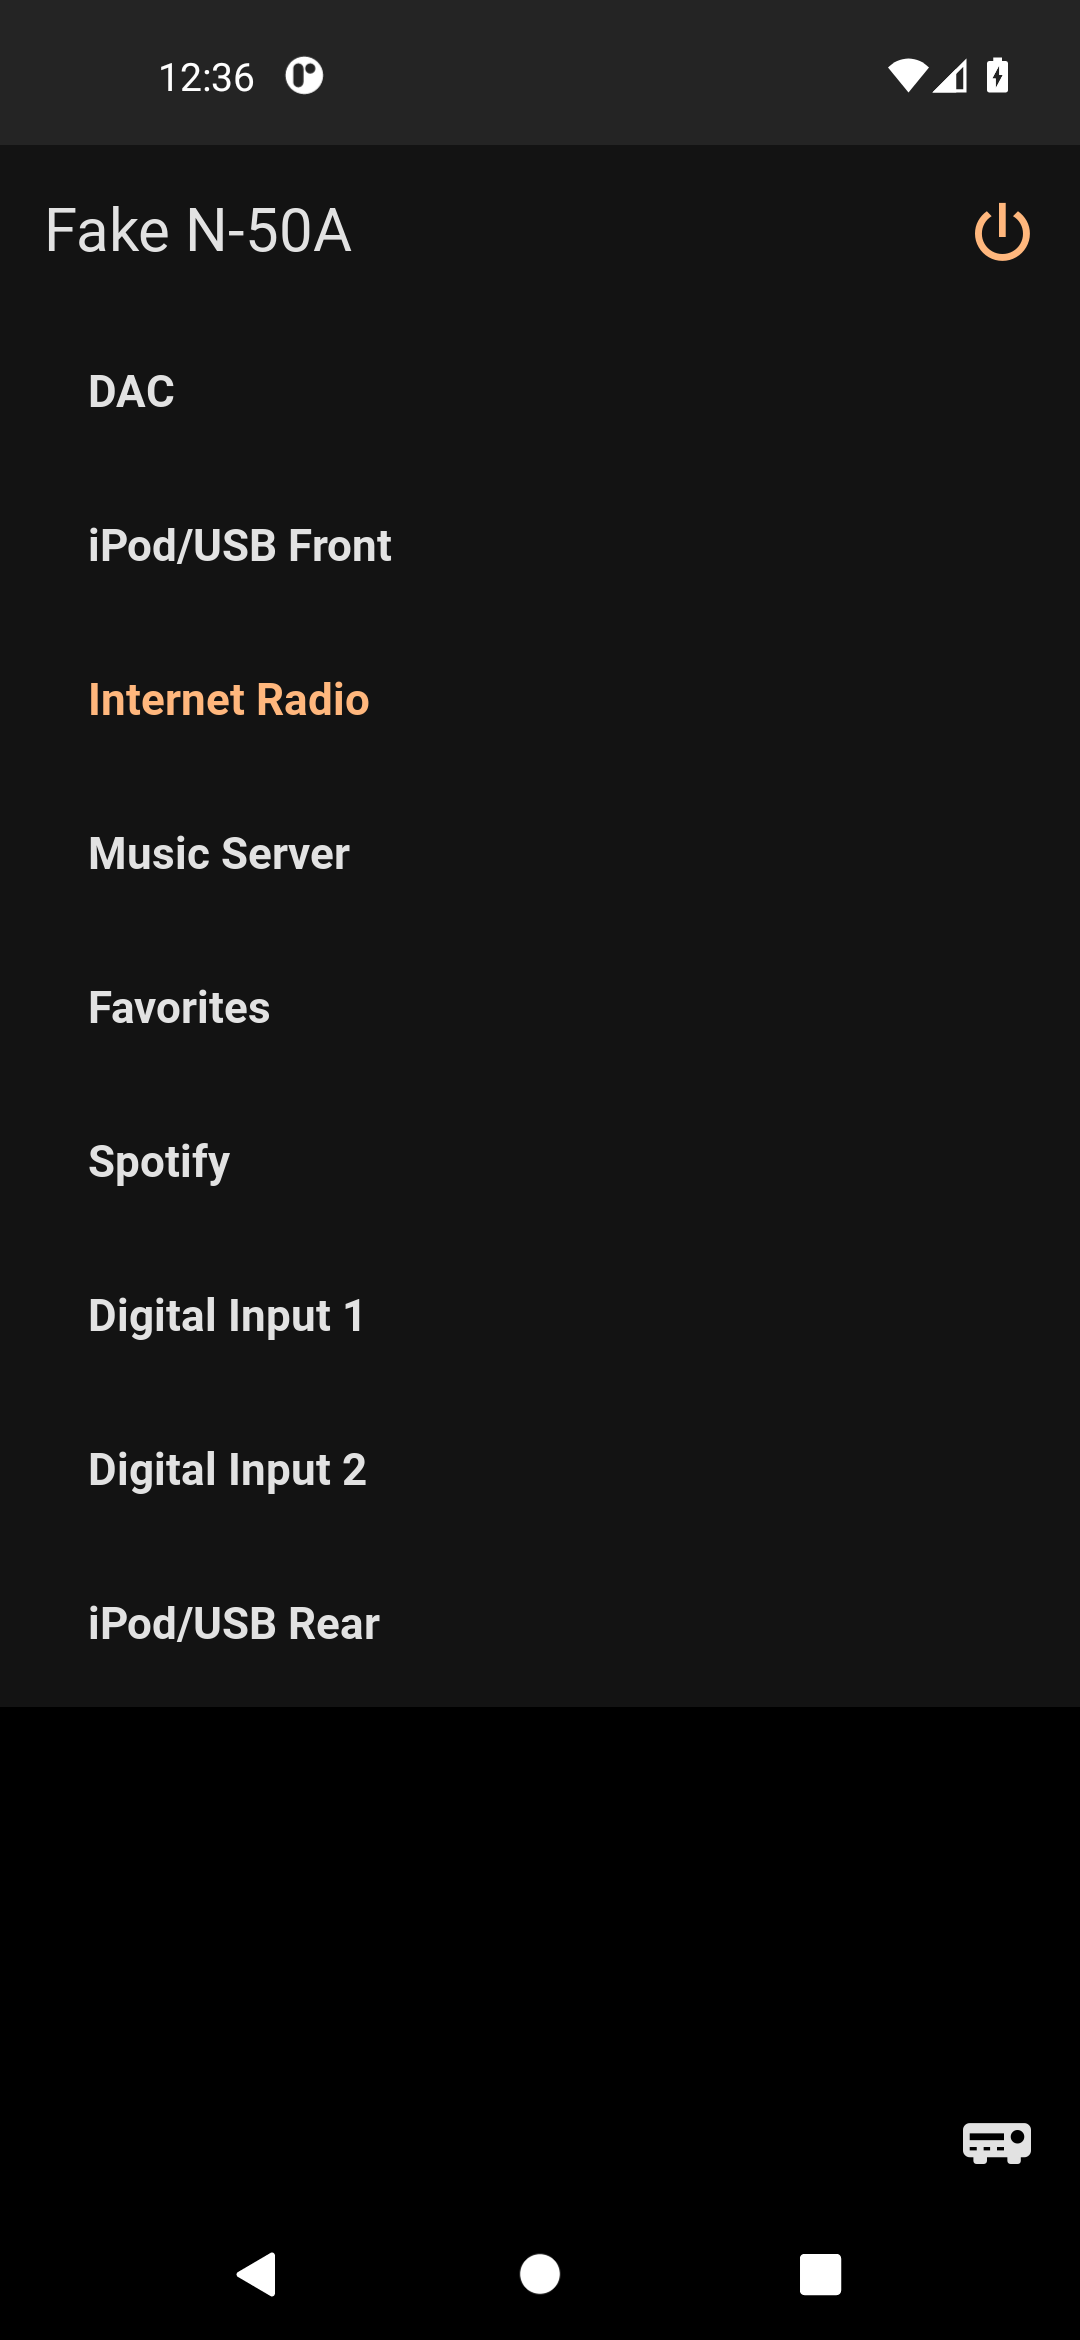 12:36
Fake N-50A
DAC
iPod/USB Front
Internet Radio
Music Server
Favorites
Spotify
Digital Input 1
Digital Input 2
iPod/USB Rear